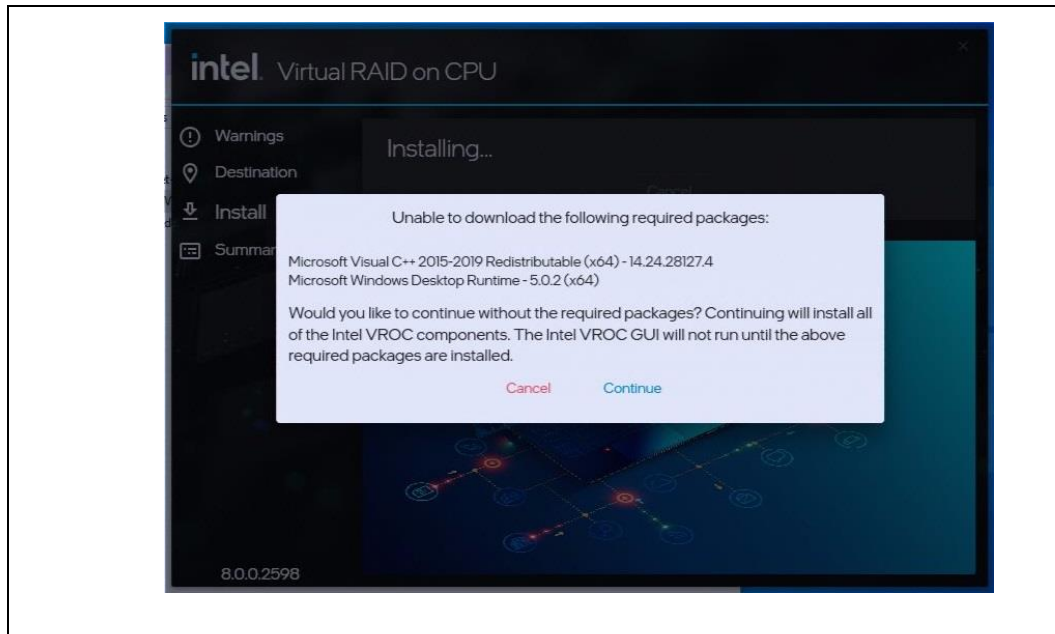 intel. Virtual RAID on CPU
Warnings
Destination
Install
Summar
Installing...
Cancel
Unable to download the following required packages:
Microsoft Visual C++ 2015-2019 Redistributable (x64) - 14.24.28127.4
Microsoft Windows Desktop Runtime - 5.0.2 (x64)
Would you like to continue without the required packages? Continuing will install all
of the Intel VROC components. The Intel VROC GUI will not run until the above
required packages are installed.
Cancel Continue
8.0.0.2598